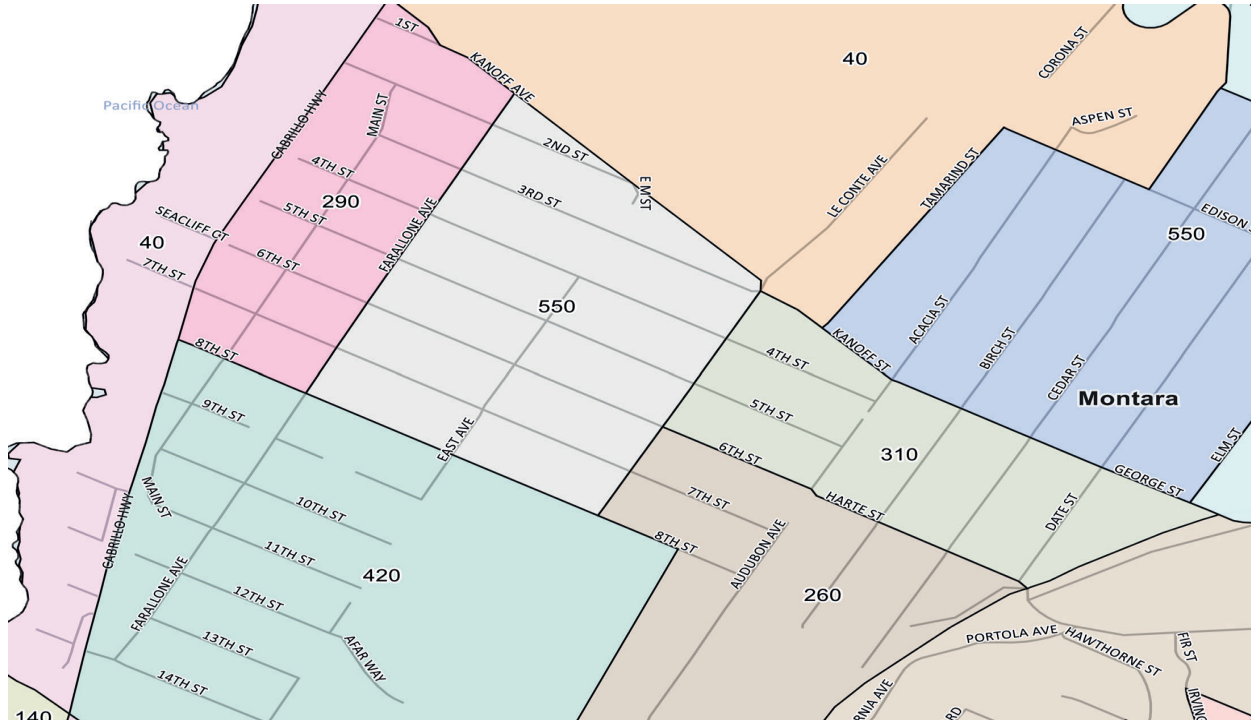 1ST
KANOFF AVE
CORONA ST
40
Pacific Ocean
CABRILLO HWY
MAIN ST
ASPEN ST
2ND ST
4TH ST
3RD ST
E M ST
LE CONTE AVE
TAMARIND ST
290
5TH ST
SEACLIFF CT
40
FARALLONE AVE
EDISON S
550
7TH ST
6TH ST
550
ACACIA ST
8TH ST
4TH ST
KANOFF ST
BIRCH ST
CEDAR ST
Montara
9TH ST
5TH ST
EAST AVE
310
6TH ST
ELM ST
GEORGE ST
MAIN ST
7TH ST
HARTE ST
10TH ST
DATE ST
CABRILLO HWY
8TH ST
11TH ST
AUDUBON AVE
FARALLONE AVE
420
12TH ST
260
13TH ST
AFAR WAY
PORTOLA AVE
HAWTHORNE ST
FIR ST
14TH ST
RNIA AVE
RD
IRVING
140